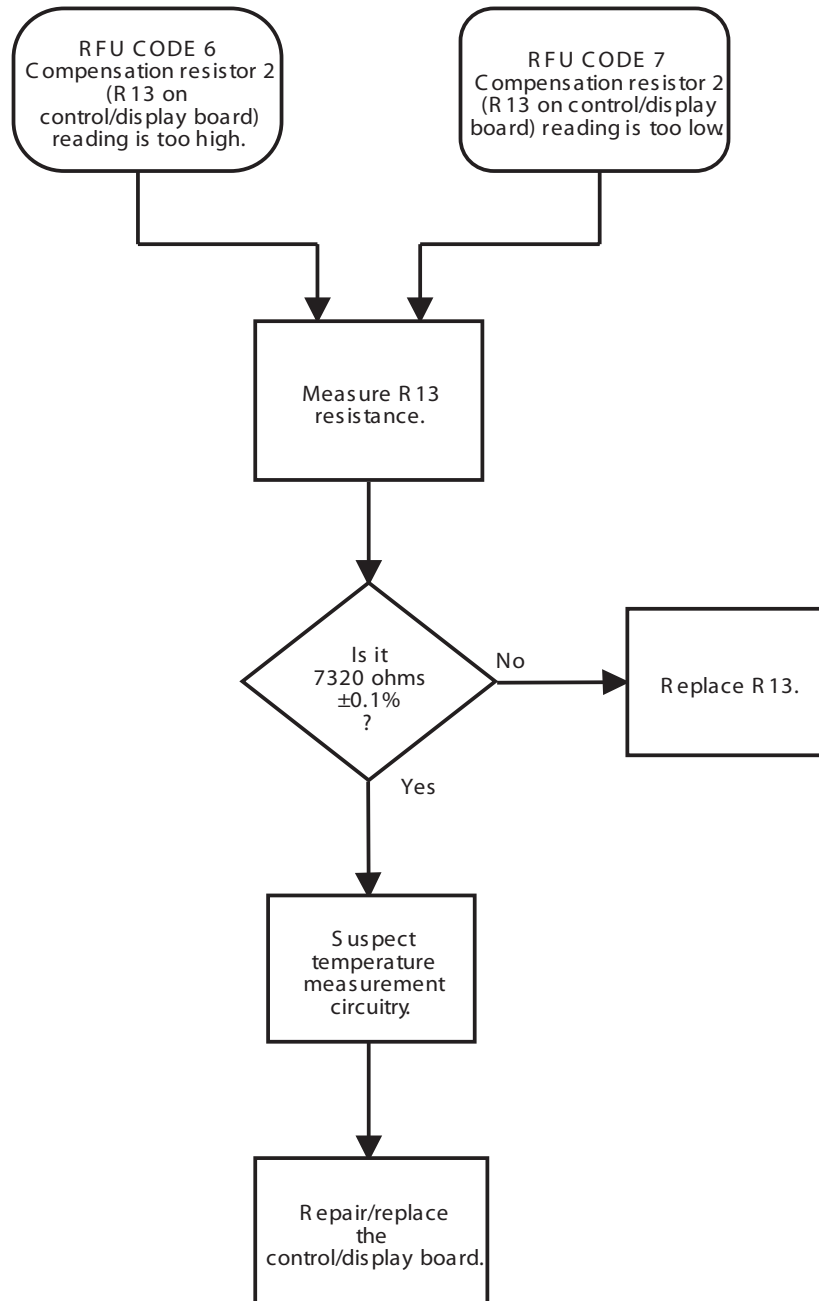 RFU CODE 6
Compensation resistor 2
(R13 on
control/display board)
reading is too high.
RFU CODE 7
Compensation resistor 2
(R13 on control/display
board) reading is too low.
Measure R13
resistance.
Is it
7320 ohms
±0.1%
?
No
Replace R13.
Yes
Suspect
temperature
measurement
circuitry.
Repair/replace
the
control/display board.